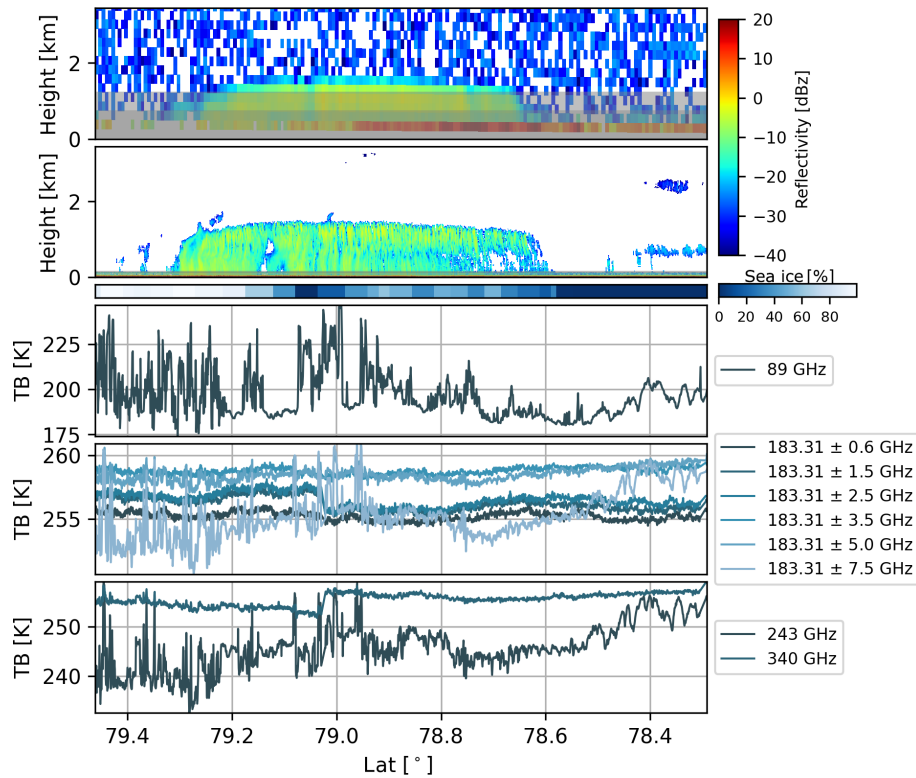 Height [km]
2
0
Height [km]
2
0
20
10
0
−10
−20
−30
−40
Reflectivity [dBz]
Sea ice [%]
0 20 40 60 80
TB [K]
225
200
175
89 GHz
TB [K]
260
255
183.31 ± 0.6 GHz
183.31 ± 1.5 GHz
183.31 ± 2.5 GHz
183.31 ± 3.5 GHz
183.31 ± 5.0 GHz
183.31 ± 7.5 GHz
TB [K]
250
240
243 GHz
340 GHz
79.4 79.2 79.0 78.8 78.6 78.4
Lat [°]